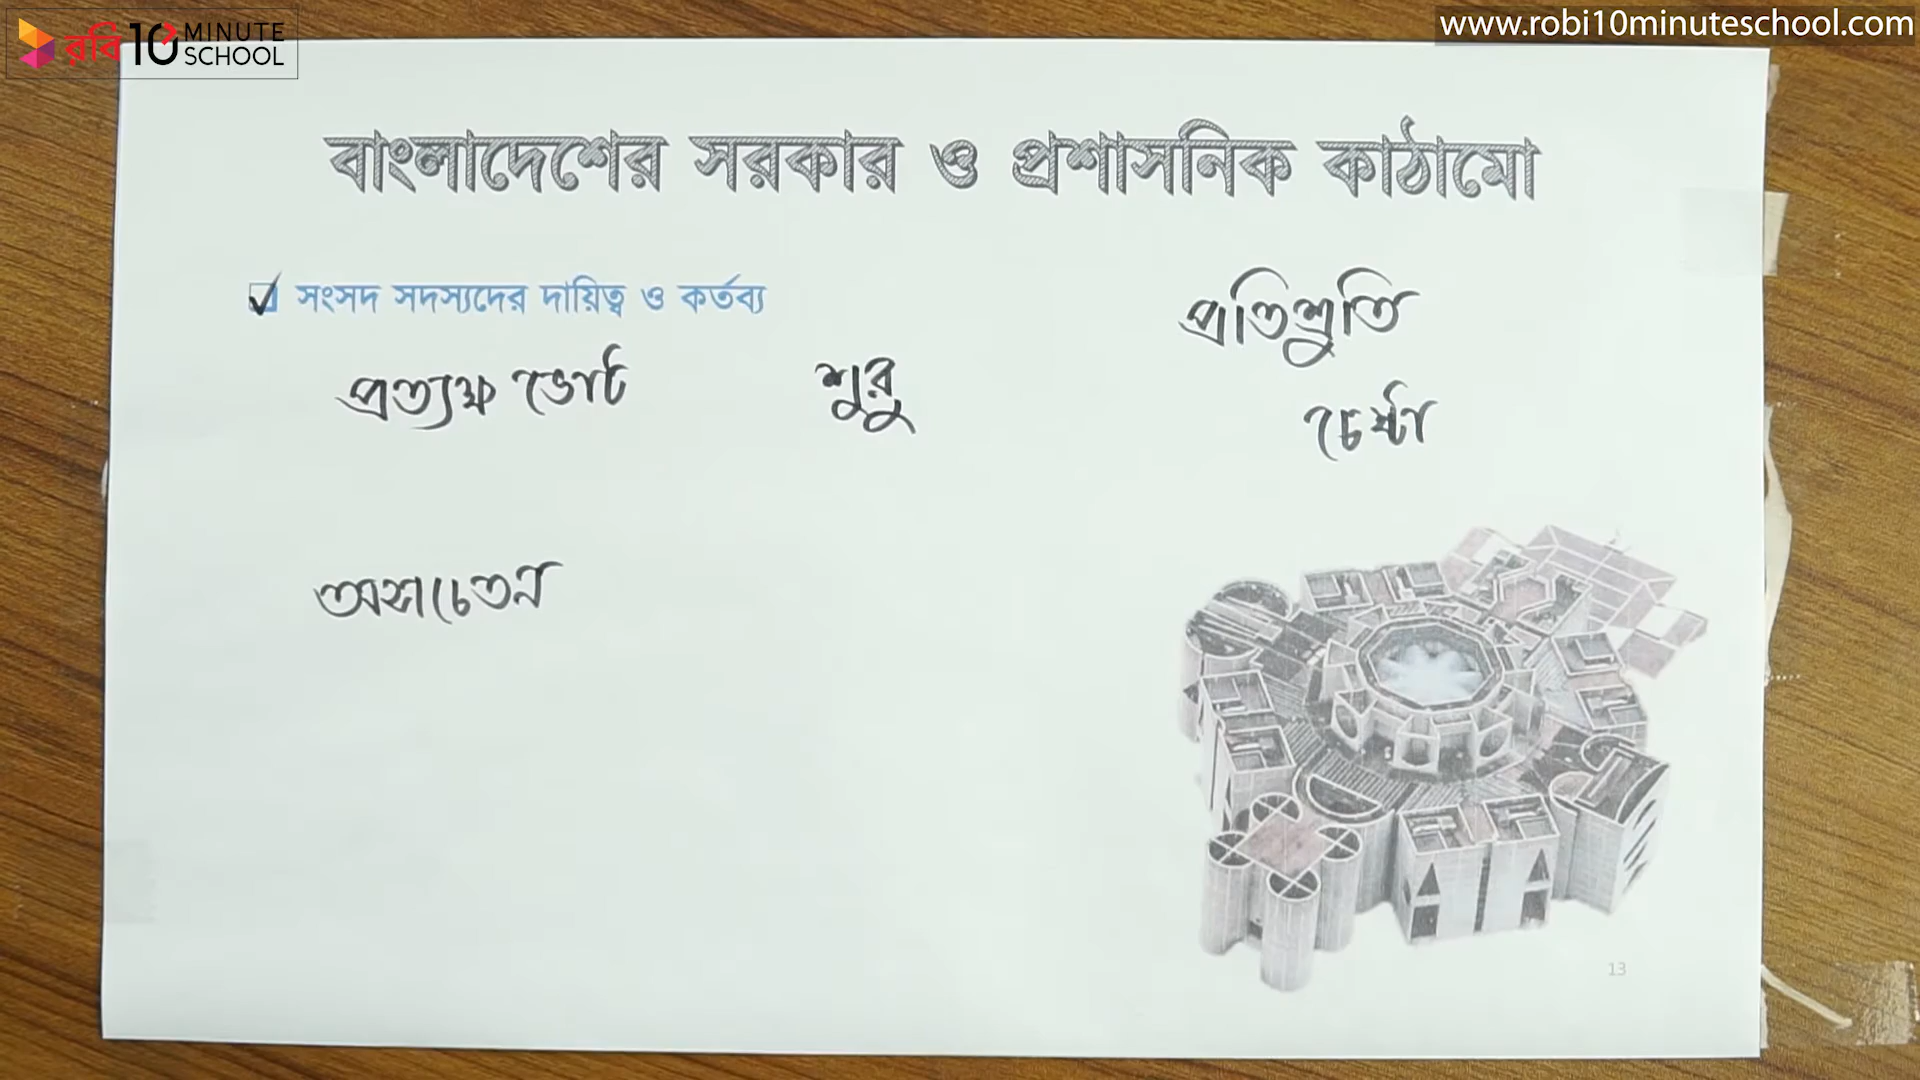 রবি 10 MINUTE SCHOOL
www.robi10minuteschool.com
বাংলাদেশের সরকার ও প্রশাসনিক কাঠামো
সংসদ সদস্যদের দায়িত্ব ও কর্তব্য
প্রতিশ্রুতি
প্রত্যক্ষ ভোট শুরু
চেষ্টা
অসচেতন
13